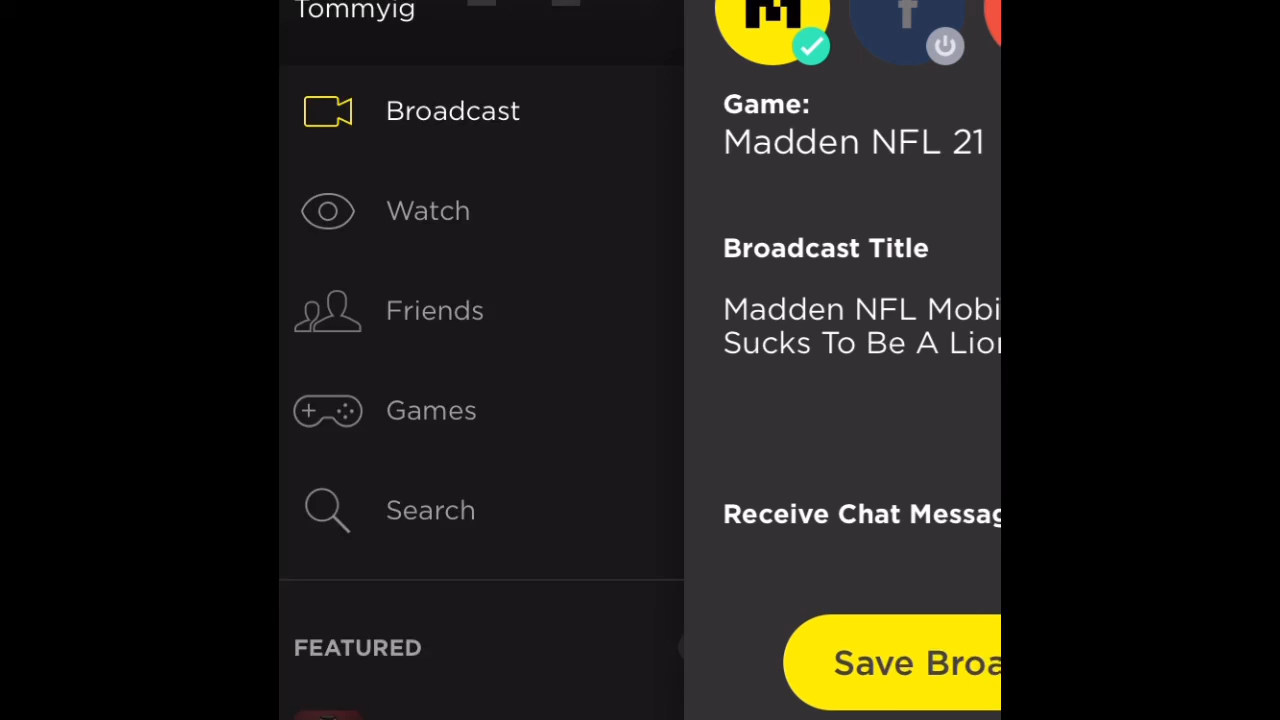 Tommyig
Broadcast
Watch
Friends
Games
Search
FEATURED
M
f
Game:
Madden NFL 21
Broadcast Title
Madden NFL Mobi
Sucks To Be A Lion
Receive Chat Messag
Save Broa